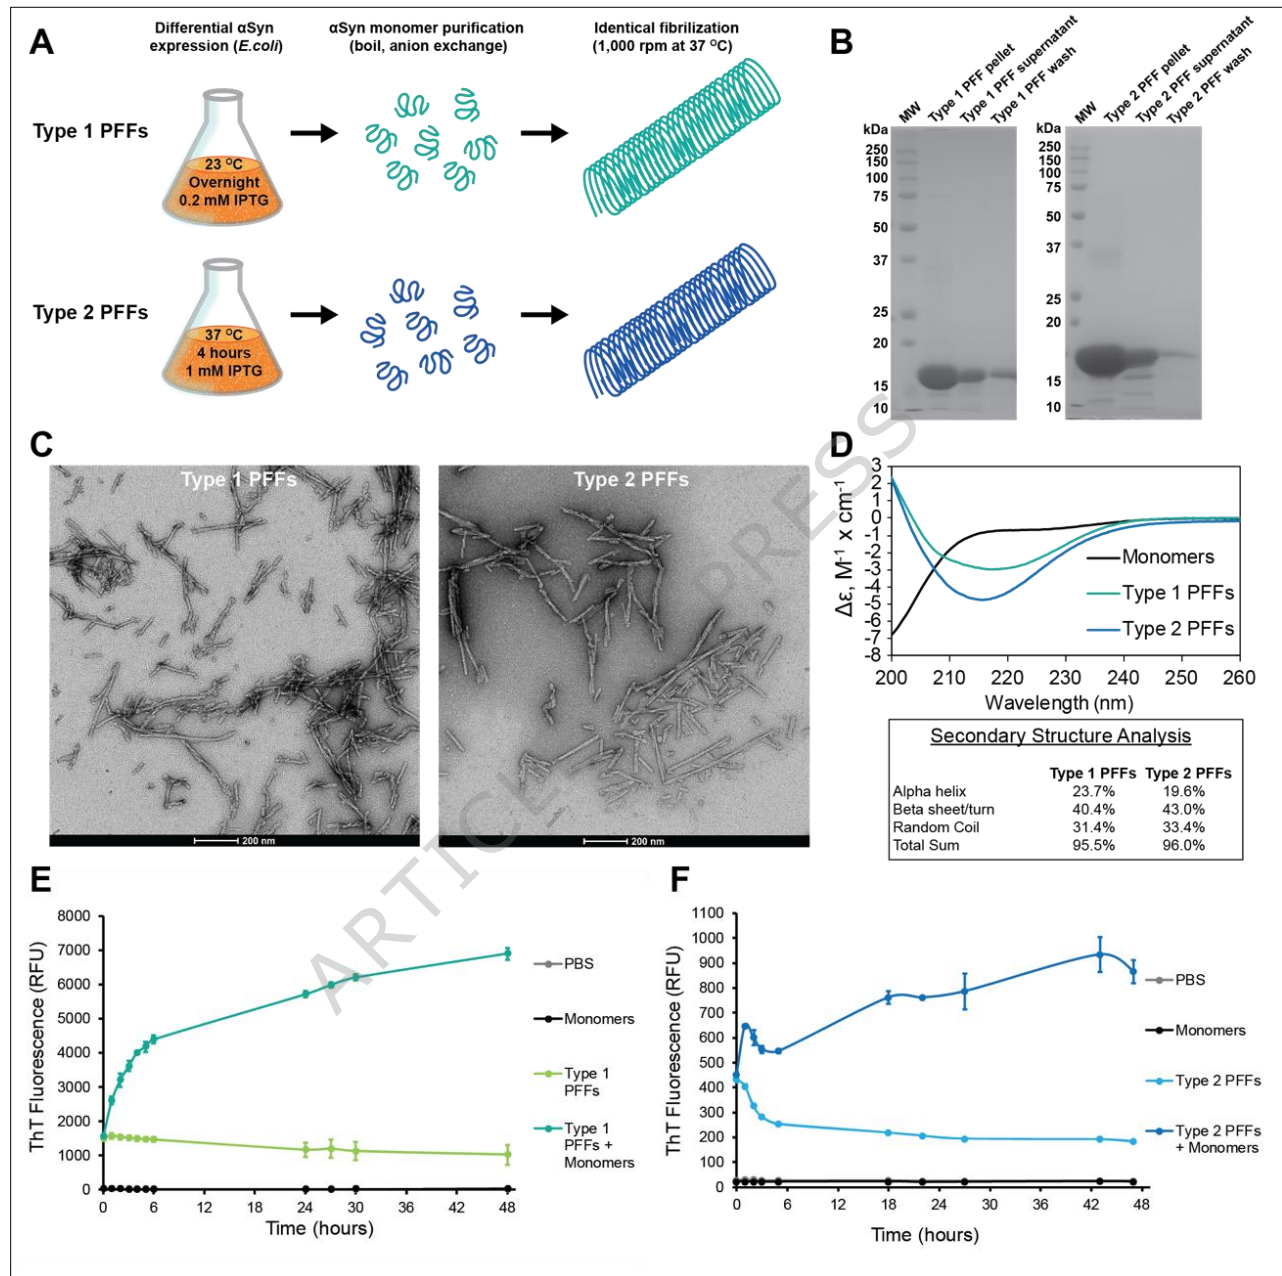 A
Differential αSyn
expression (E.coli)
αSyn monomer purification
(boil, anion exchange)
Identical fibrilization
(1,000 rpm at 37 ᴼC)
Type 1 PFFs
23 ᴼC
Overnight
0.2 mM IPTG
Type 2 PFFs
37 ᴼC
4 hours
1 mM IPTG
B
MW
Type 1 PFF pellet
Type 1 PFF supernatant
Type 1 PFF wash
kDa
250
150
100
75
50
37
25
20
15
10
MW
Type 2 PFF pellet
Type 2 PFF supernatant
Type 2 PFF wash
kDa
250
150
100
75
50
37
25
20
15
10
C
Type 1 PFFs
200 nm
Type 2 PFFs
200 nm
D
Δε, M⁻¹ x cm⁻¹
3
2
1
0
-1
-2
-3
-4
-5
-6
-7
-8
Monomers
Type 1 PFFs
Type 2 PFFs
200 210 220 230 240 250 260
Wavelength (nm)
Secondary Structure Analysis
Type 1 PFFs Type 2 PFFs
Alpha helix 23.7% 19.6%
Beta sheet/turn 40.4% 43.0%
Random Coil 31.4% 33.4%
Total Sum 95.5% 96.0%
E
ThT Fluorescence (RFU)
8000
7000
6000
5000
4000
3000
2000
1000
0
0 6 12 18 24 30 36 42 48
Time (hours)
PBS
Monomers
Type 1
PFFs
Type 1
PFFs +
Monomers
F
ThT Fluorescence (RFU)
1100
1000
900
800
700
600
500
400
300
200
100
0
0 6 12 18 24 30 36 42 48
Time (hours)
PBS
Monomers
Type 2 PFFs
Type 2 PFFs
+ Monomers
ARTICLE PRESS